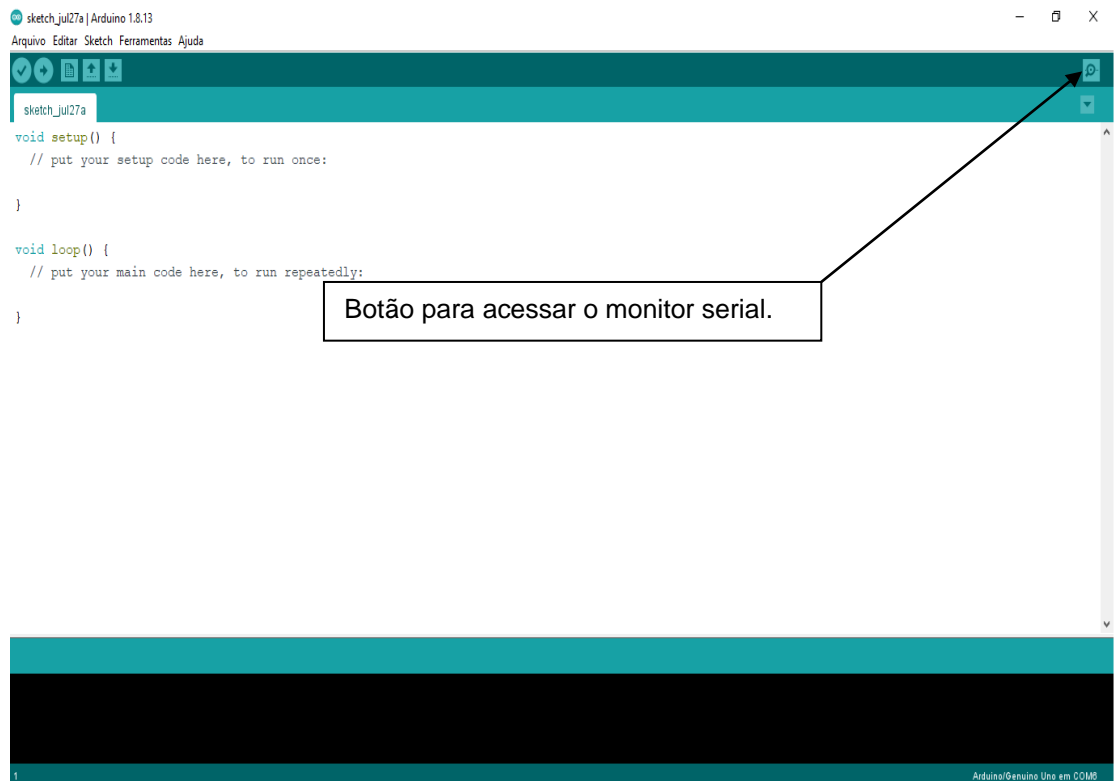 sketch_jul27a | Arduino 1.8.13
Arquivo Editar Sketch Ferramentas Ajuda
sketch_jul27a
void setup() {
// put your setup code here, to run once:
}
void loop() {
// put your main code here, to run repeatedly:
}
Botão para acessar o monitor serial.
1
Arduino/Genuino Uno em COM6